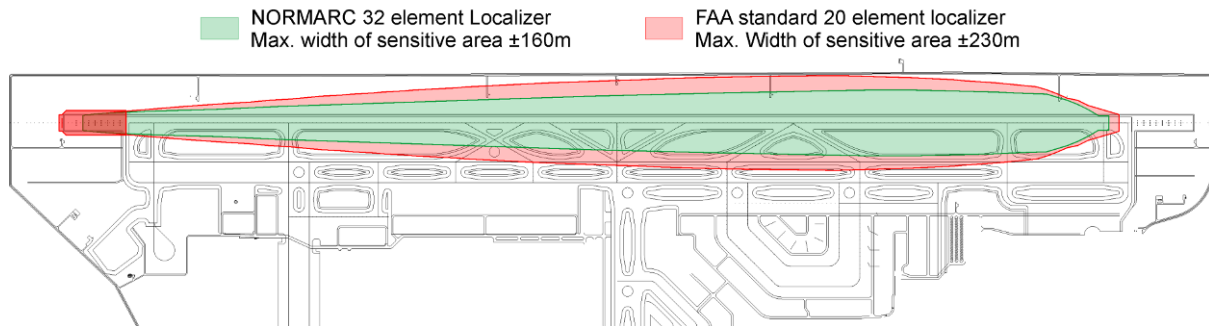 NORMARC 32 element Localizer
Max. width of sensitive area ±160m
FAA standard 20 element localizer
Max. Width of sensitive area ±230m